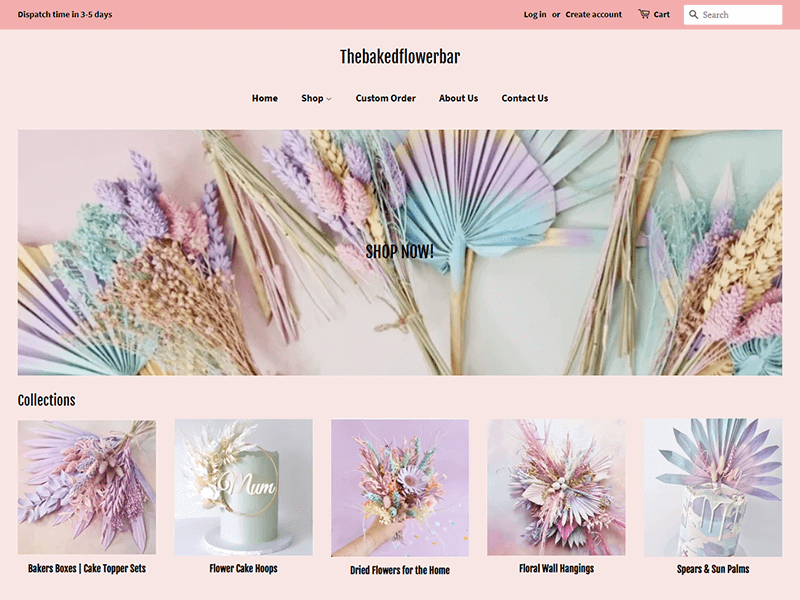 Dispatch time in 3-5 days
Log in or Create account Cart Search
Thebakedflowerbar
Home Shop Custom Order About Us Contact Us
SHOP NOW!
Collections
Mum
Bakers Boxes | Cake Topper Sets
Flower Cake Hoops
Dried Flowers for the Home
Floral Wall Hangings
Spears & Sun Palms